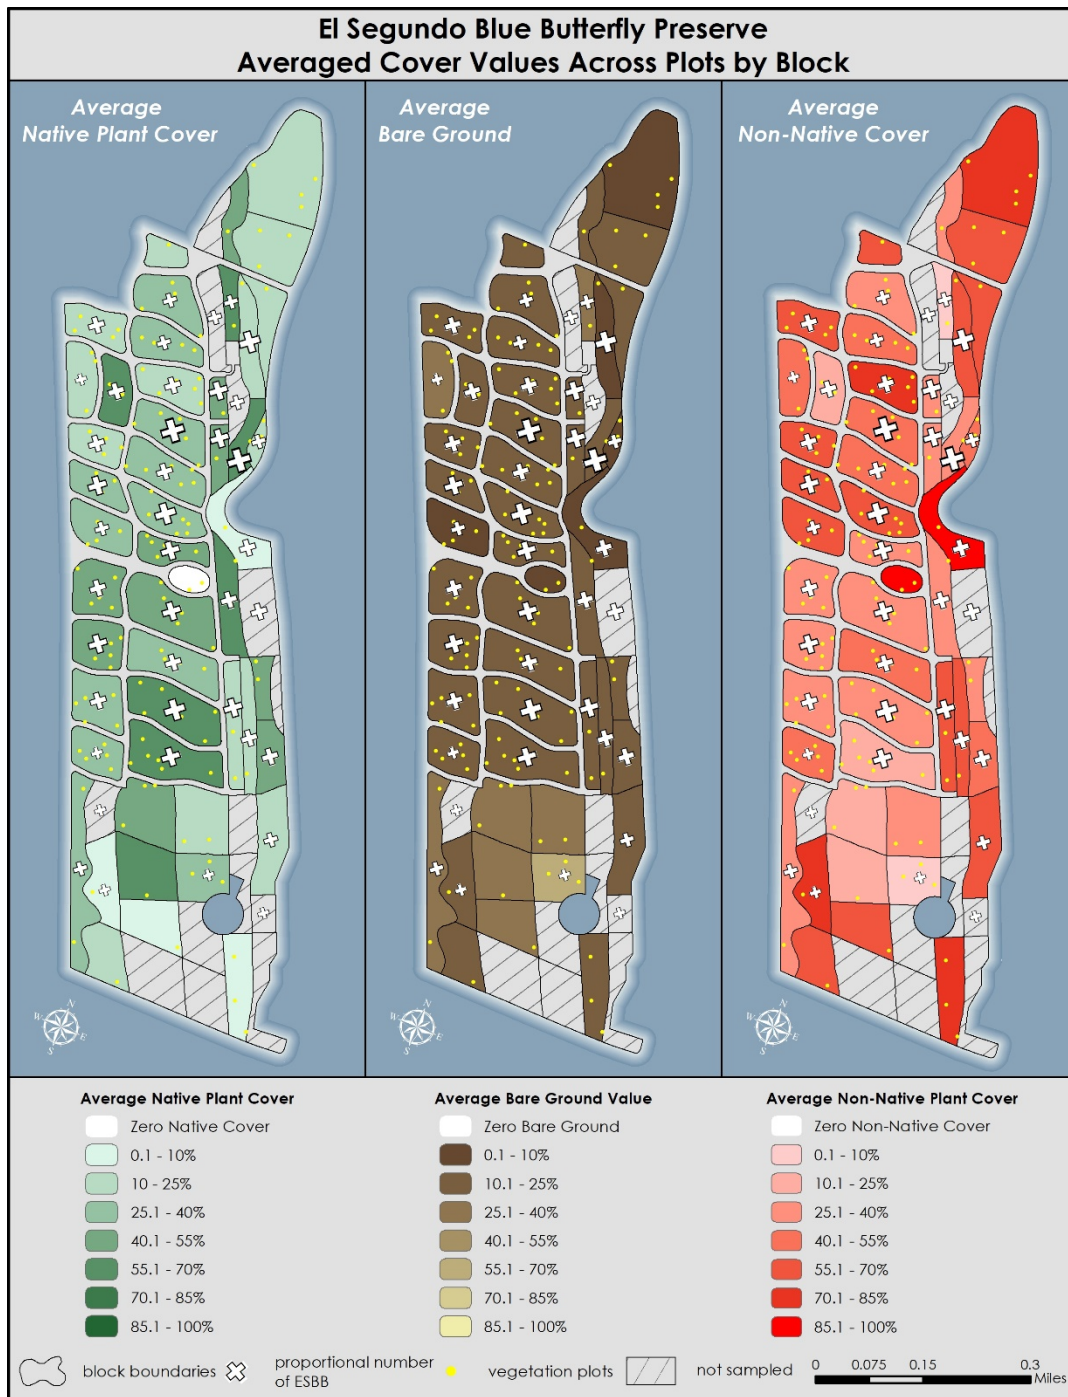 El Segundo Blue Butterfly Preserve
Averaged Cover Values Across Plots by Block
Average
Native Plant Cover
Average
Bare Ground
Average
Non-Native Cover
N
W
E
S
N
W
E
S
N
W
E
S
Average Native Plant Cover
Zero Native Cover
0.1 - 10%
10 - 25%
25.1 - 40%
40.1 - 55%
55.1 - 70%
70.1 - 85%
85.1 - 100%
Average Bare Ground Value
Zero Bare Ground
0.1 - 10%
10.1 - 25%
25.1 - 40%
40.1 - 55%
55.1 - 70%
70.1 - 85%
85.1 - 100%
Average Non-Native Plant Cover
Zero Non-Native Cover
0.1 - 10%
10.1 - 25%
25.1 - 40%
40.1 - 55%
55.1 - 70%
70.1 - 85%
85.1 - 100%
block boundaries
proportional number
of ESBB
vegetation plots
not sampled
0 0.075 0.15 0.3
Miles